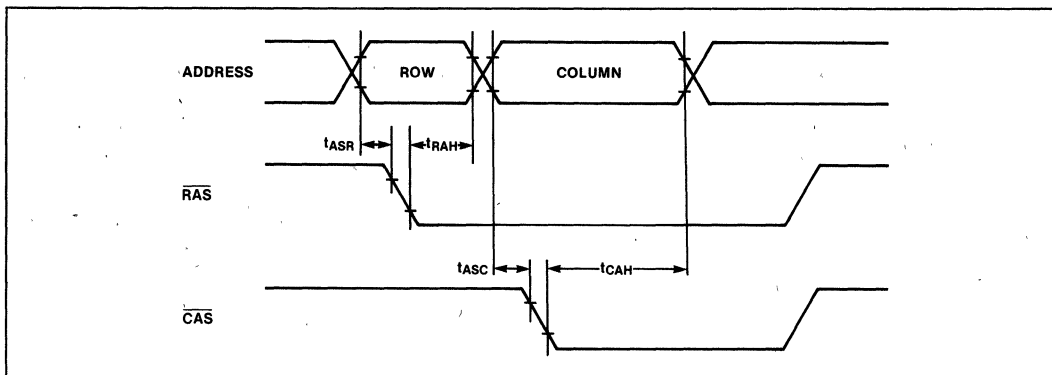 ADDRESS ROW COLUMN
tASR tRAH
RAS
tASC tCAH
CAS